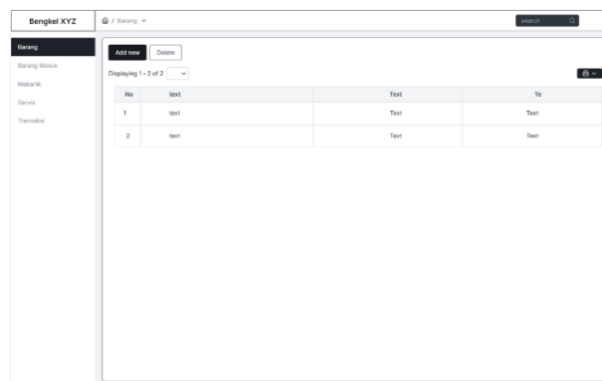 Bengkel XYZ
/ Barang
search
Barang
Barang Masuk
Mekanik
Servis
Transaksi
Add new
Delete
Displaying 1 - 2 of 2
No text Text Te
1 text Text Text
2 text Text Text